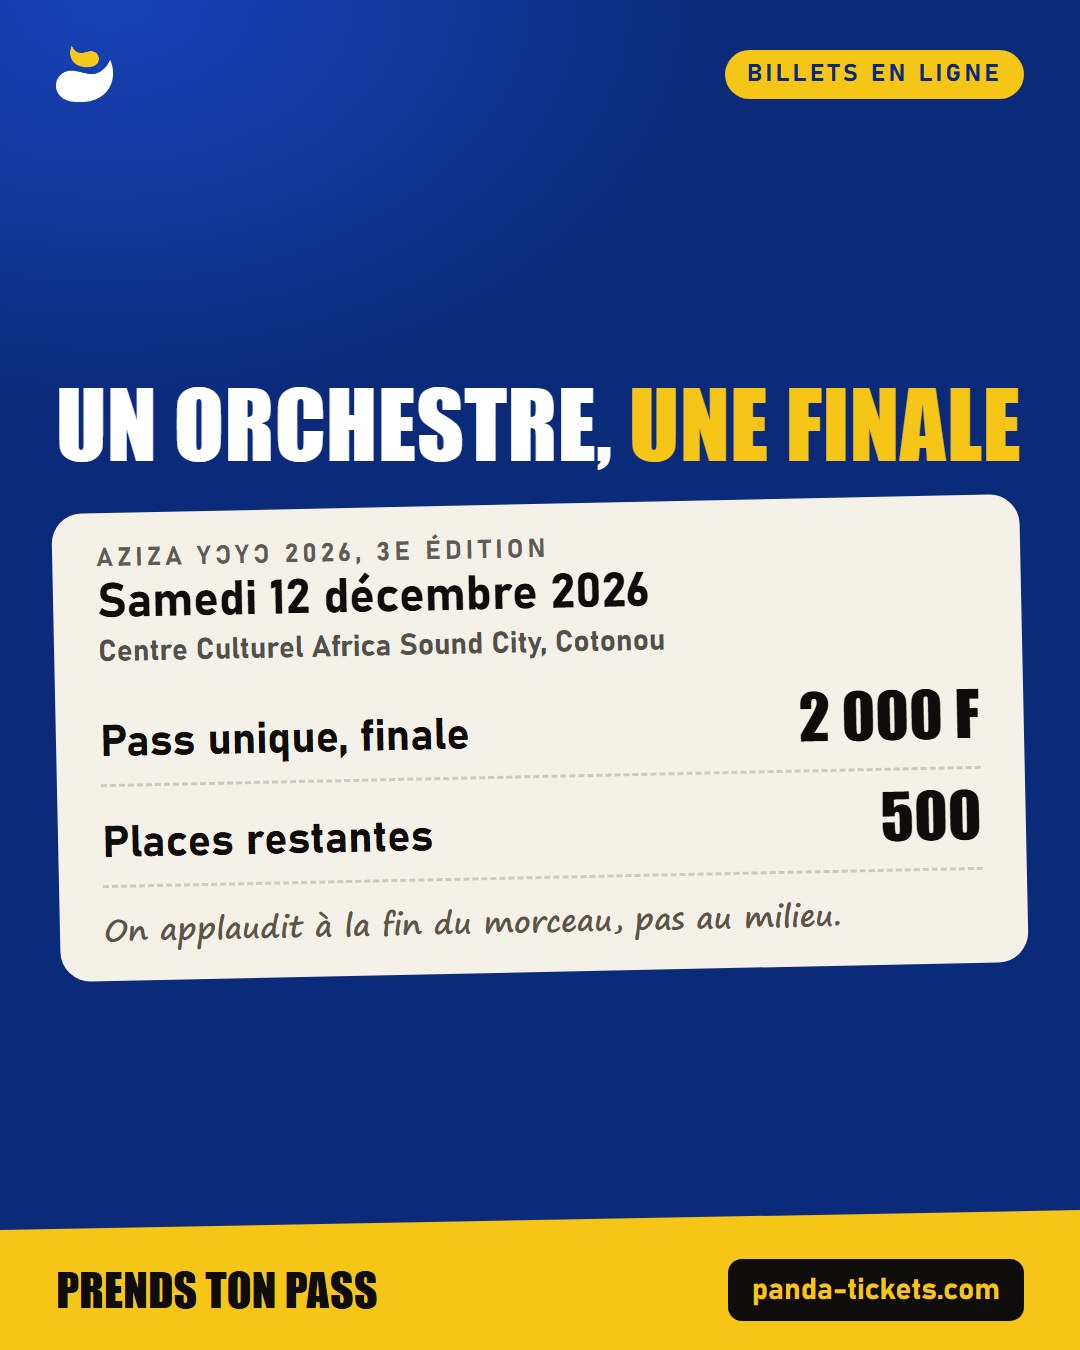 BILLETS EN LIGNE
UN ORCHESTRE, UNE FINALE
AZIZA YƆYƆ 2026, 3E ÉDITION
Samedi 12 décembre 2026
Centre Culturel Africa Sound City, Cotonou
Pass unique, finale 2 000 F
Places restantes 500
On applaudit à la fin du morceau, pas au milieu.
PRENDS TON PASS panda-tickets.com